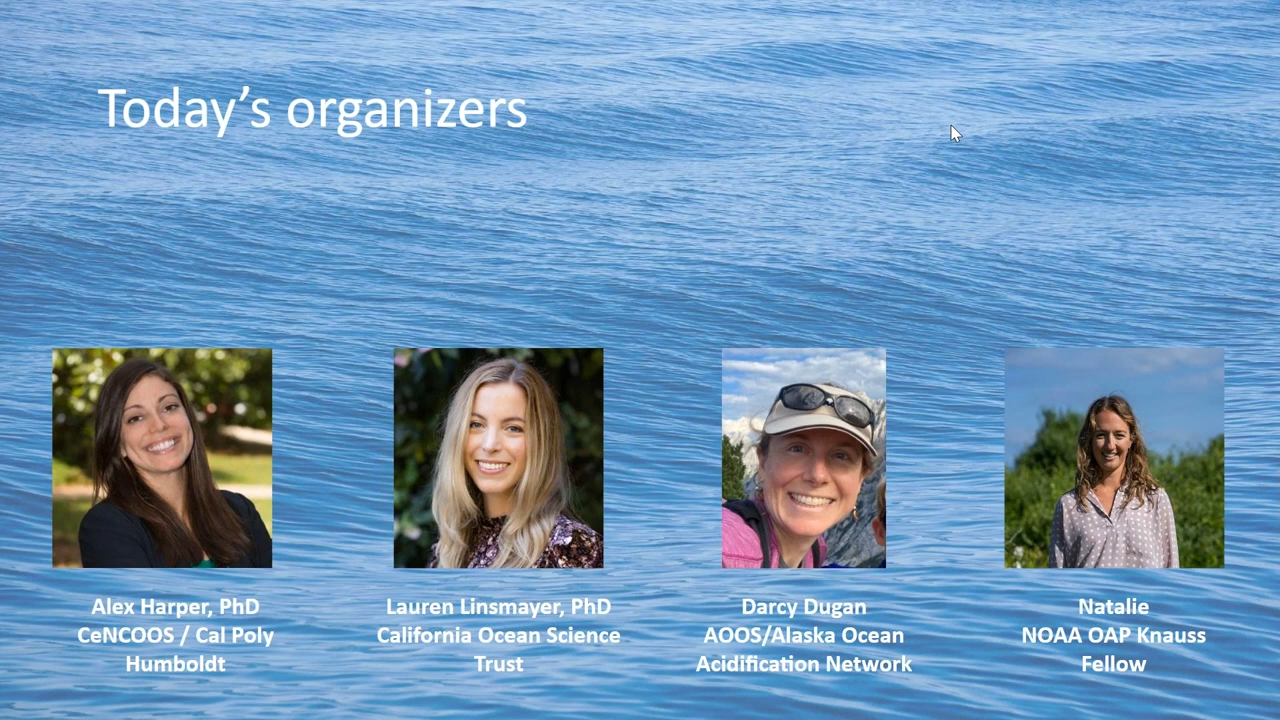 Today's organizers
Alex Harper, PhD
CeNCOOS / Cal Poly
Humboldt
Lauren Linsmayer, PhD
California Ocean Science
Trust
Darcy Dugan
AOOS/Alaska Ocean
Acidification Network
Natalie
NOAA OAP Knauss
Fellow